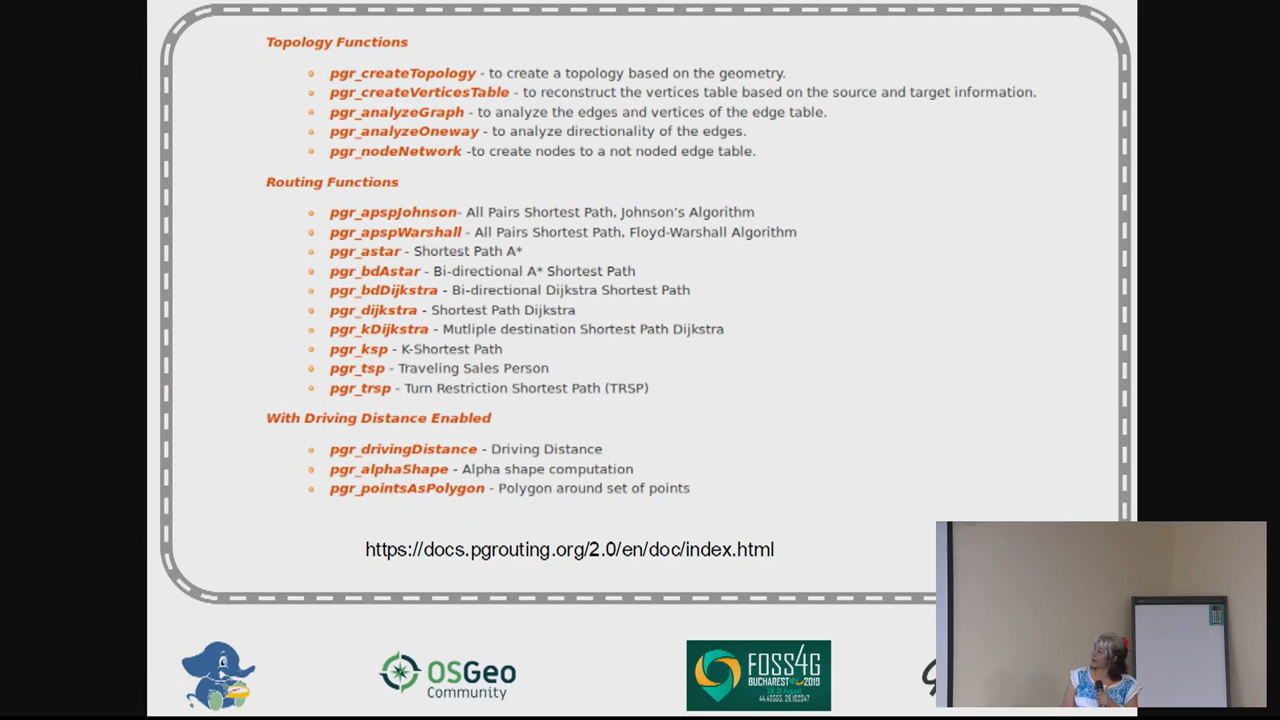 Topology Functions
pgr_createTopology - to create a topology based on the geometry.
pgr_createVerticesTable - to reconstruct the vertices table based on the source and target information.
pgr_analyzeGraph - to analyze the edges and vertices of the edge table.
pgr_analyzeOneway - to analyze directionality of the edges.
pgr_nodeNetwork -to create nodes to a not noded edge table.
Routing Functions
pgr_apspJohnson- All Pairs Shortest Path, Johnson's Algorithm
pgr_apspWarshall - All Pairs Shortest Path, Floyd-Warshall Algorithm
pgr_astar - Shortest Path A*
pgr_bdAstar - Bi-directional A* Shortest Path
pgr_bdDijkstra - Bi-directional Dijkstra Shortest Path
pgr_dijkstra - Shortest Path Dijkstra
pgr_kDijkstra - Mutliple destination Shortest Path Dijkstra
pgr_ksp - K-Shortest Path
pgr_tsp - Traveling Sales Person
pgr_trsp - Turn Restriction Shortest Path (TRSP)
With Driving Distance Enabled
pgr_drivingDistance - Driving Distance
pgr_alphaShape - Alpha shape computation
pgr_pointsAsPolygon - Polygon around set of points
https://docs.pgrouting.org/2.0/en/doc/index.html
OSGeo
Community
FOSS4G
BUCHAREST 2019